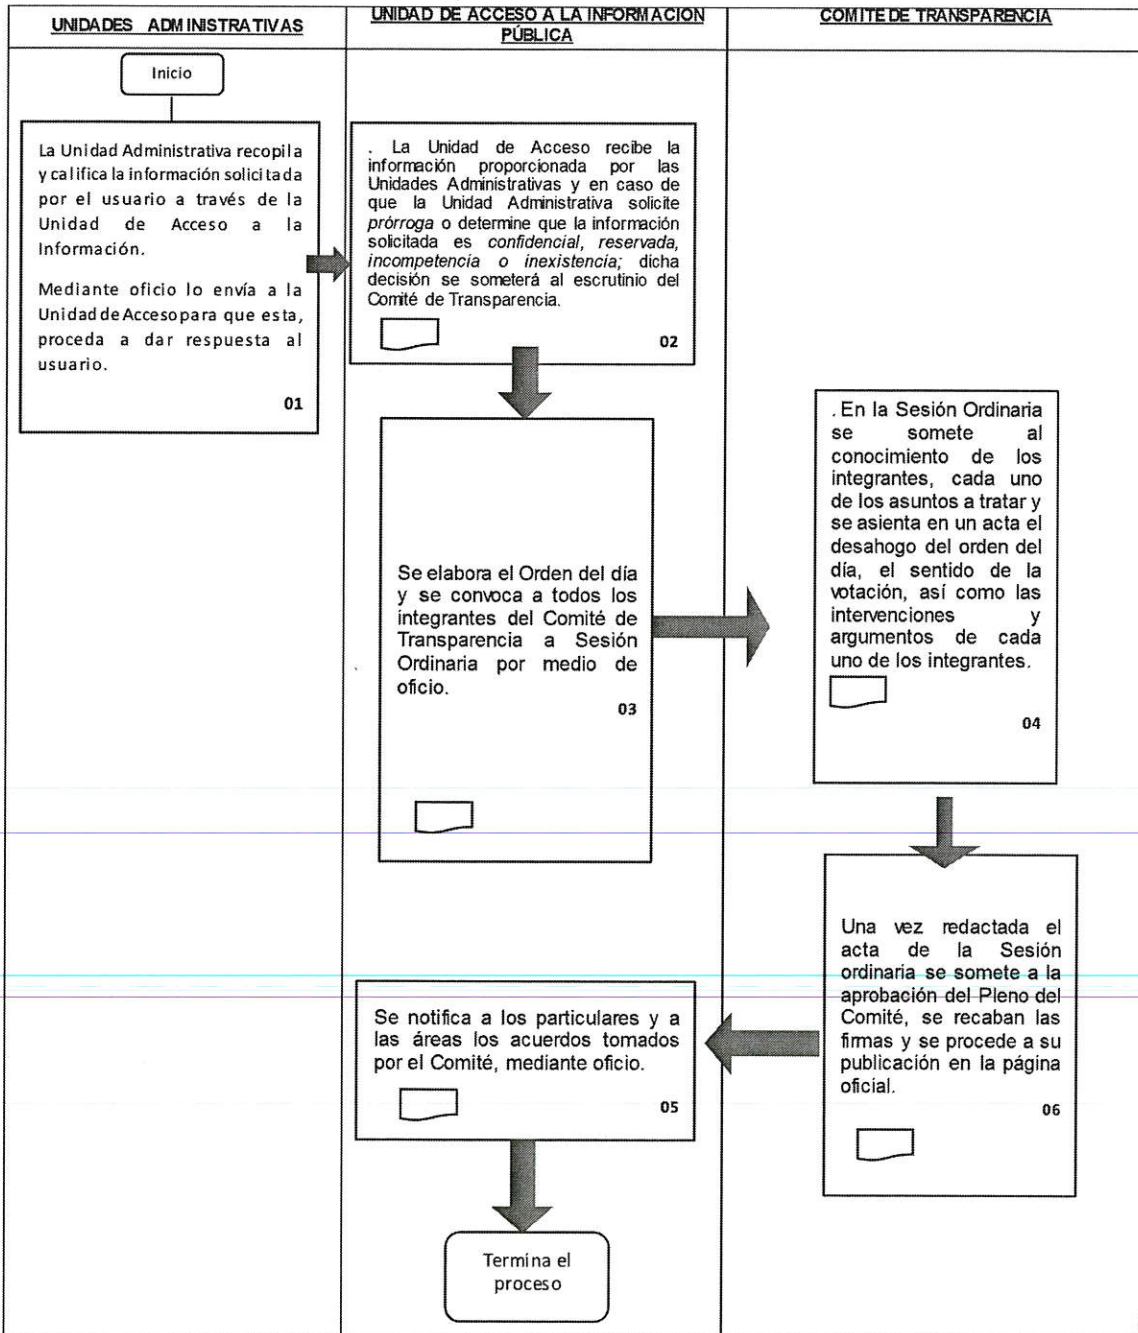 UNIDADES ADMINISTRATIVAS
UNIDAD DE ACCESO A LA INFORMACION
PÚBLICA
COMITE DE TRANSPARENCIA
Inicio
La Unidad Administrativa recopila
y califica la información solicitada
por el usuario a través de la
Unidad de Acceso a la
Información.
Mediante oficio lo envía a la
Unidad de Acceso para que esta,
proceda a dar respuesta al
usuario.
01
. La Unidad de Acceso recibe la
información proporcionada por las
Unidades Administrativas y en caso de
que la Unidad Administrativa solicite
prórroga o determine que la información
solicitada es confidencial, reservada,
incompetencia o inexistencia; dicha
decisión se someterá al escrutinio del
Comité de Transparencia.
02
Se elabora el Orden del día
y se convoca a todos los
integrantes del Comité de
Transparencia a Sesión
Ordinaria por medio de
oficio.
03
. En la Sesión Ordinaria
se somete al
conocimiento de los
integrantes, cada uno
de los asuntos a tratar y
se asienta en un acta el
desahogo del orden del
día, el sentido de la
votación, así como las
intervenciones y
argumentos de cada
uno de los integrantes.
04
Una vez redactada el
acta de la Sesión
ordinaria se somete a la
aprobación del Pleno del
Comité, se recaban las
firmas y se procede a su
publicación en la página
oficial.
06
Se notifica a los particulares y a
las áreas los acuerdos tomados
por el Comité, mediante oficio.
05
Termina el
proceso